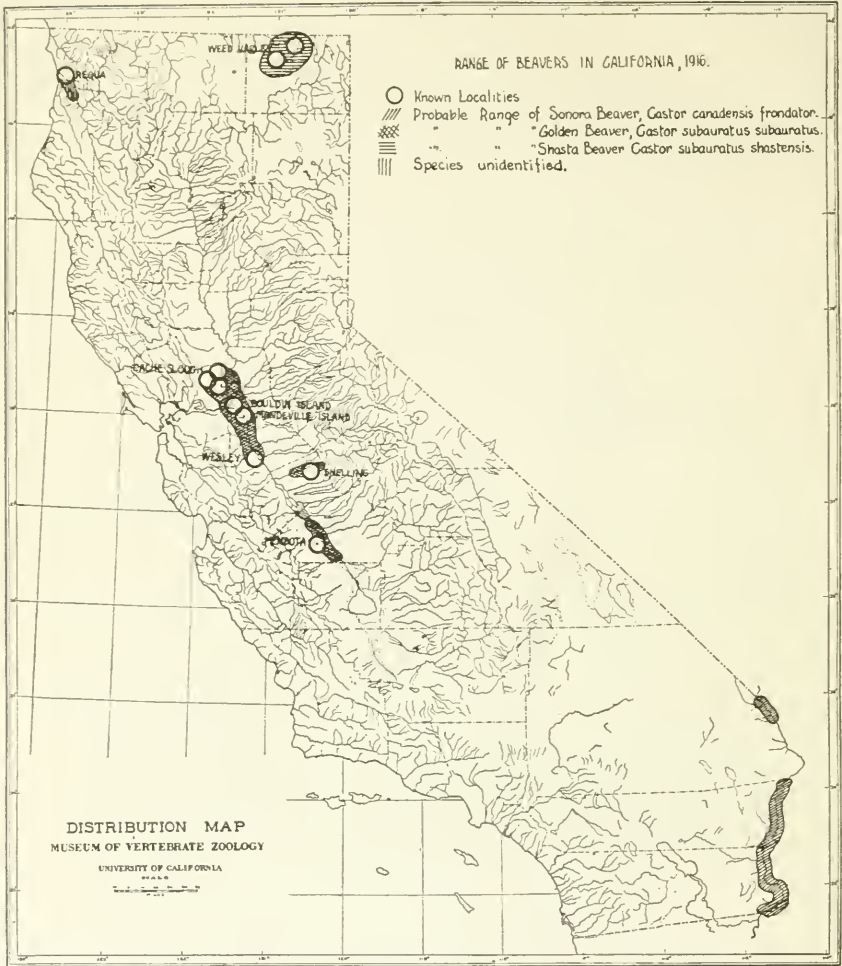 RANGE OF BEAVERS IN CALIFORNIA, 1916.
Known Localities
Probable Range of Sonora Beaver, Castor canadensis frondator.
" " " Golden Beaver, Castor subauratus subauratus.
" " " Shasta Beaver Castor subauratus shastensis.
Species unidentified.
WEED
REQUA
CACHE SLOUGH
BOULDIN ISLAND
MANDEVILLE ISLAND
WESLEY
SNELLING
MENDOTA
DISTRIBUTION MAP
MUSEUM OF VERTEBRATE ZOOLOGY
UNIVERSITY OF CALIFORNIA
SCALE